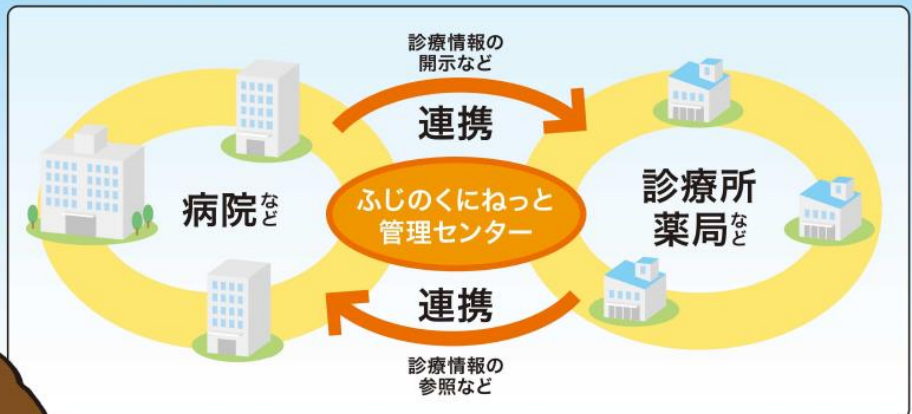 診療情報の
開示など
連携
病院など
ふじのくにねっと
管理センター
診療所
薬局など
連携
診療情報の
参照など